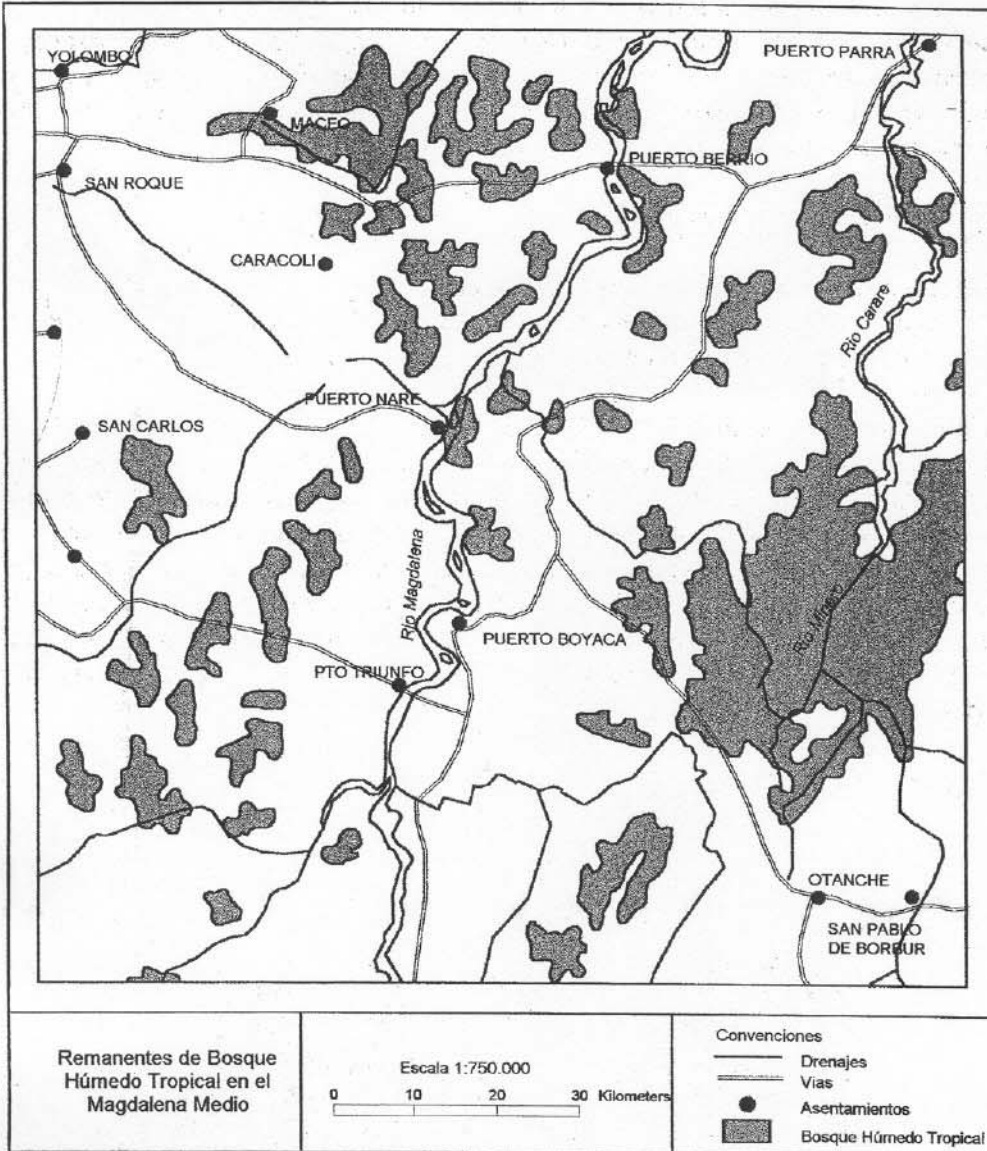 YOLOMBO
PUERTO PARRA
MACEO
PUERTO BERRIO
SAN ROQUE
CARACOLI
Rio Carare
PUERTO NARE
SAN CARLOS
Rio Magdalena
PUERTO BOYACA
Rio Minero
PTO TRIUNFO
OTANCHE
SAN PABLO
DE BORBUR
Remanentes de Bosque
Húmedo Tropical en el
Magdalena Medio
Escala 1:750.000
0 10 20 30 Kilometers
Convenciones
Drenajes
Vias
Asentamientos
Bosque Húmedo Tropical